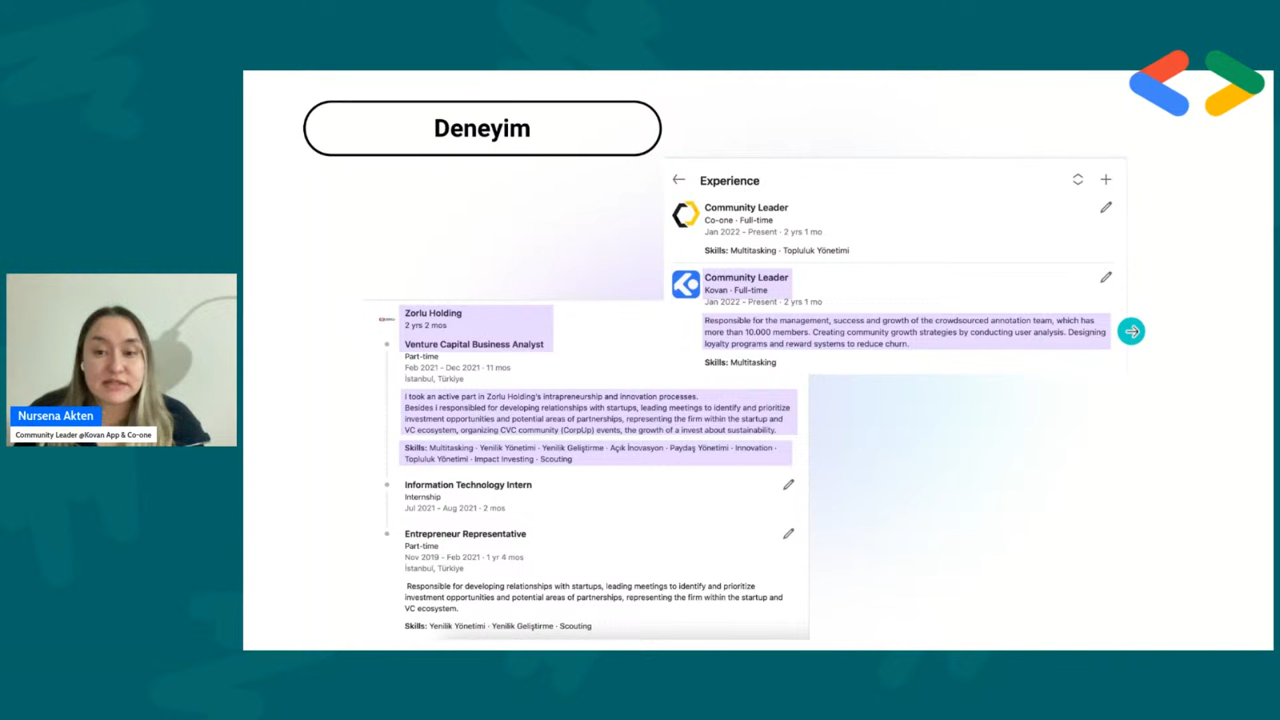 Deneyim
Experience
Community Leader
Co-one · Full-time
Jan 2022 - Present · 2 yrs 1 mo
Skills: Multitasking · Topluluk Yönetimi
Community Leader
Kovan · Full-time
Jan 2022 - Present · 2 yrs 1 mo
Responsible for the management, success and growth of the crowdsourced annotation team, which has
more than 10.000 members. Creating community growth strategies by conducting user analysis. Designing
loyalty programs and reward systems to reduce churn.
Skills: Multitasking
Zorlu Holding
2 yrs 2 mos
Venture Capital Business Analyst
Part-time
Feb 2021 - Dec 2021 · 11 mos
İstanbul, Türkiye
I took an active part in Zorlu Holding's intrapreneurship and innovation processes.
Besides i responsibled for developing relationships with startups, leading meetings to identify and prioritize
investment opportunities and potential areas of partnerships, representing the firm within the startup and
VC ecosystem, organizing CVC community (CorpUp) events, the growth of a invest about sustainability.
Skills: Multitasking · Yenilik Yönetimi · Yenilik Geliştirme · Açık İnovasyon · Paydaş Yönetimi · Innovation ·
Topluluk Yönetimi · Impact Investing · Scouting
Information Technology Intern
Internship
Jul 2021 - Aug 2021 · 2 mos
Entrepreneur Representative
Part-time
Nov 2019 - Feb 2021 · 1 yr 4 mos
İstanbul, Türkiye
Responsible for developing relationships with startups, leading meetings to identify and prioritize
investment opportunities and potential areas of partnerships, representing the firm within the startup and
VC ecosystem.
Skills: Yenilik Yönetimi · Yenilik Geliştirme · Scouting
Nursena Akten
Community Leader @Kovan App & Co-one